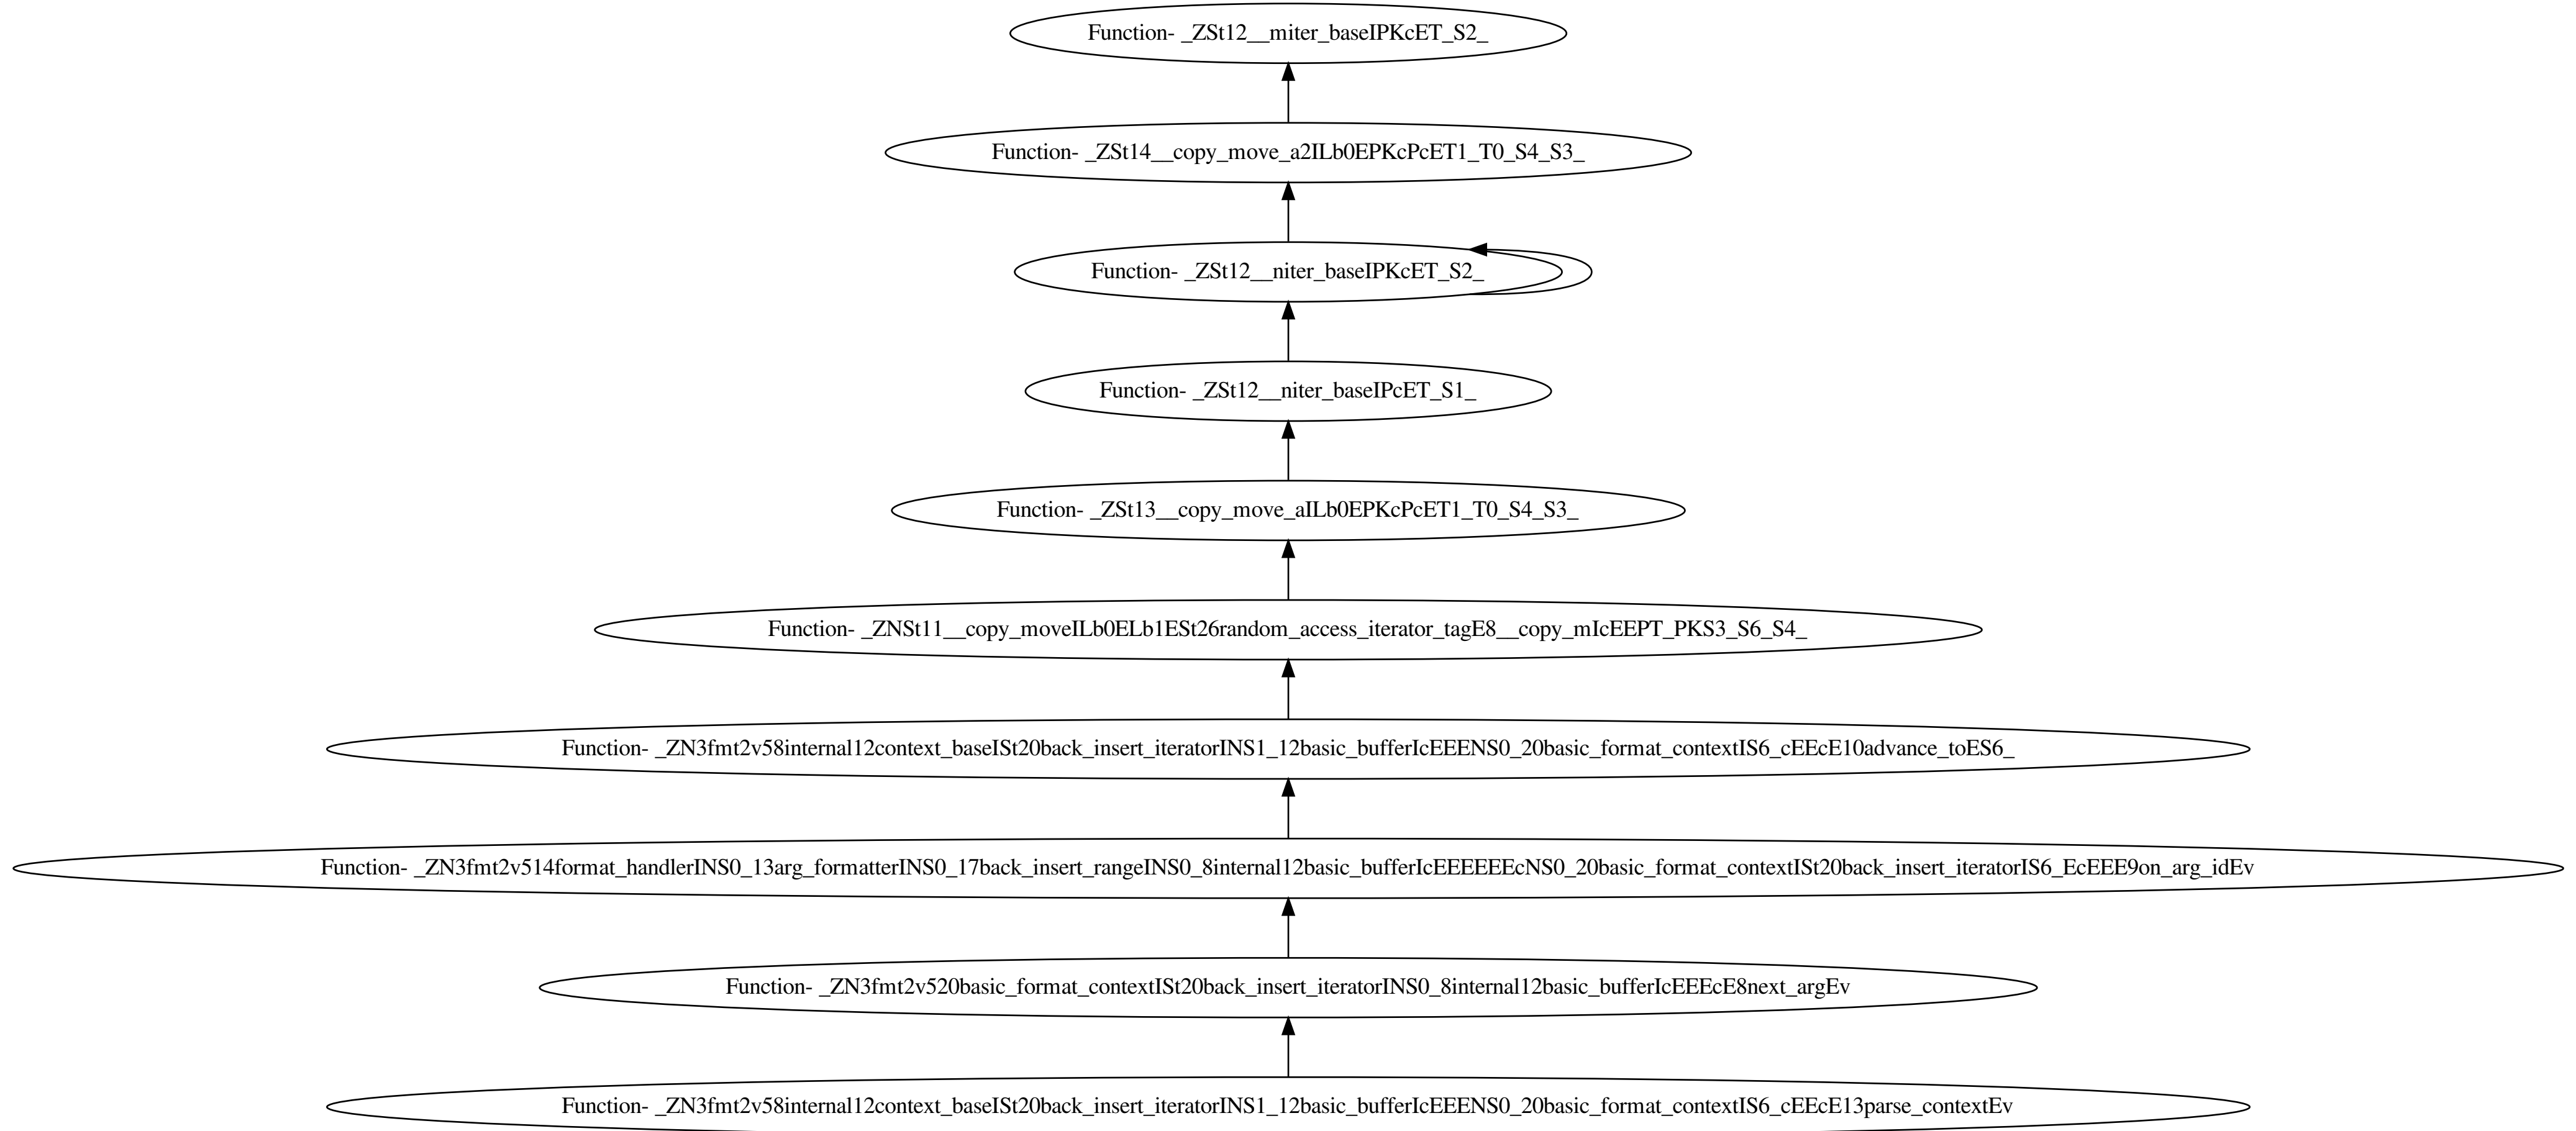 Function- _ZSt12__miter_baseIPKcET_S2_
Function- _ZSt14__copy_move_a2ILb0EPKcPcET1_T0_S4_S3_
Function- _ZSt12__niter_baseIPKcET_S2_
Function- _ZSt12__niter_baseIPcET_S1_
Function- _ZSt13__copy_move_aILb0EPKcPcET1_T0_S4_S3_
Function- _ZNSt11__copy_moveILb0ELb1ESt26random_access_iterator_tagE8__copy_mIcEEPT_PKS3_S6_S4_
Function- _ZN3fmt2v58internal12context_baseISt20back_insert_iteratorINS1_12basic_bufferIcEEENS0_20basic_format_contextIS6_cEEcE10advance_toES6_
Function- _ZN3fmt2v514format_handlerINS0_13arg_formatterINS0_17back_insert_rangeINS0_8internal12basic_bufferIcEEEEEEcNS0_20basic_format_contextISt20back_insert_iteratorIS6_EcEEE9on_arg_idEv
Function- _ZN3fmt2v520basic_format_contextISt20back_insert_iteratorINS0_8internal12basic_bufferIcEEEcE8next_argEv
Function- _ZN3fmt2v58internal12context_baseISt20back_insert_iteratorINS1_12basic_bufferIcEEENS0_20basic_format_contextIS6_cEEcE13parse_contextEv